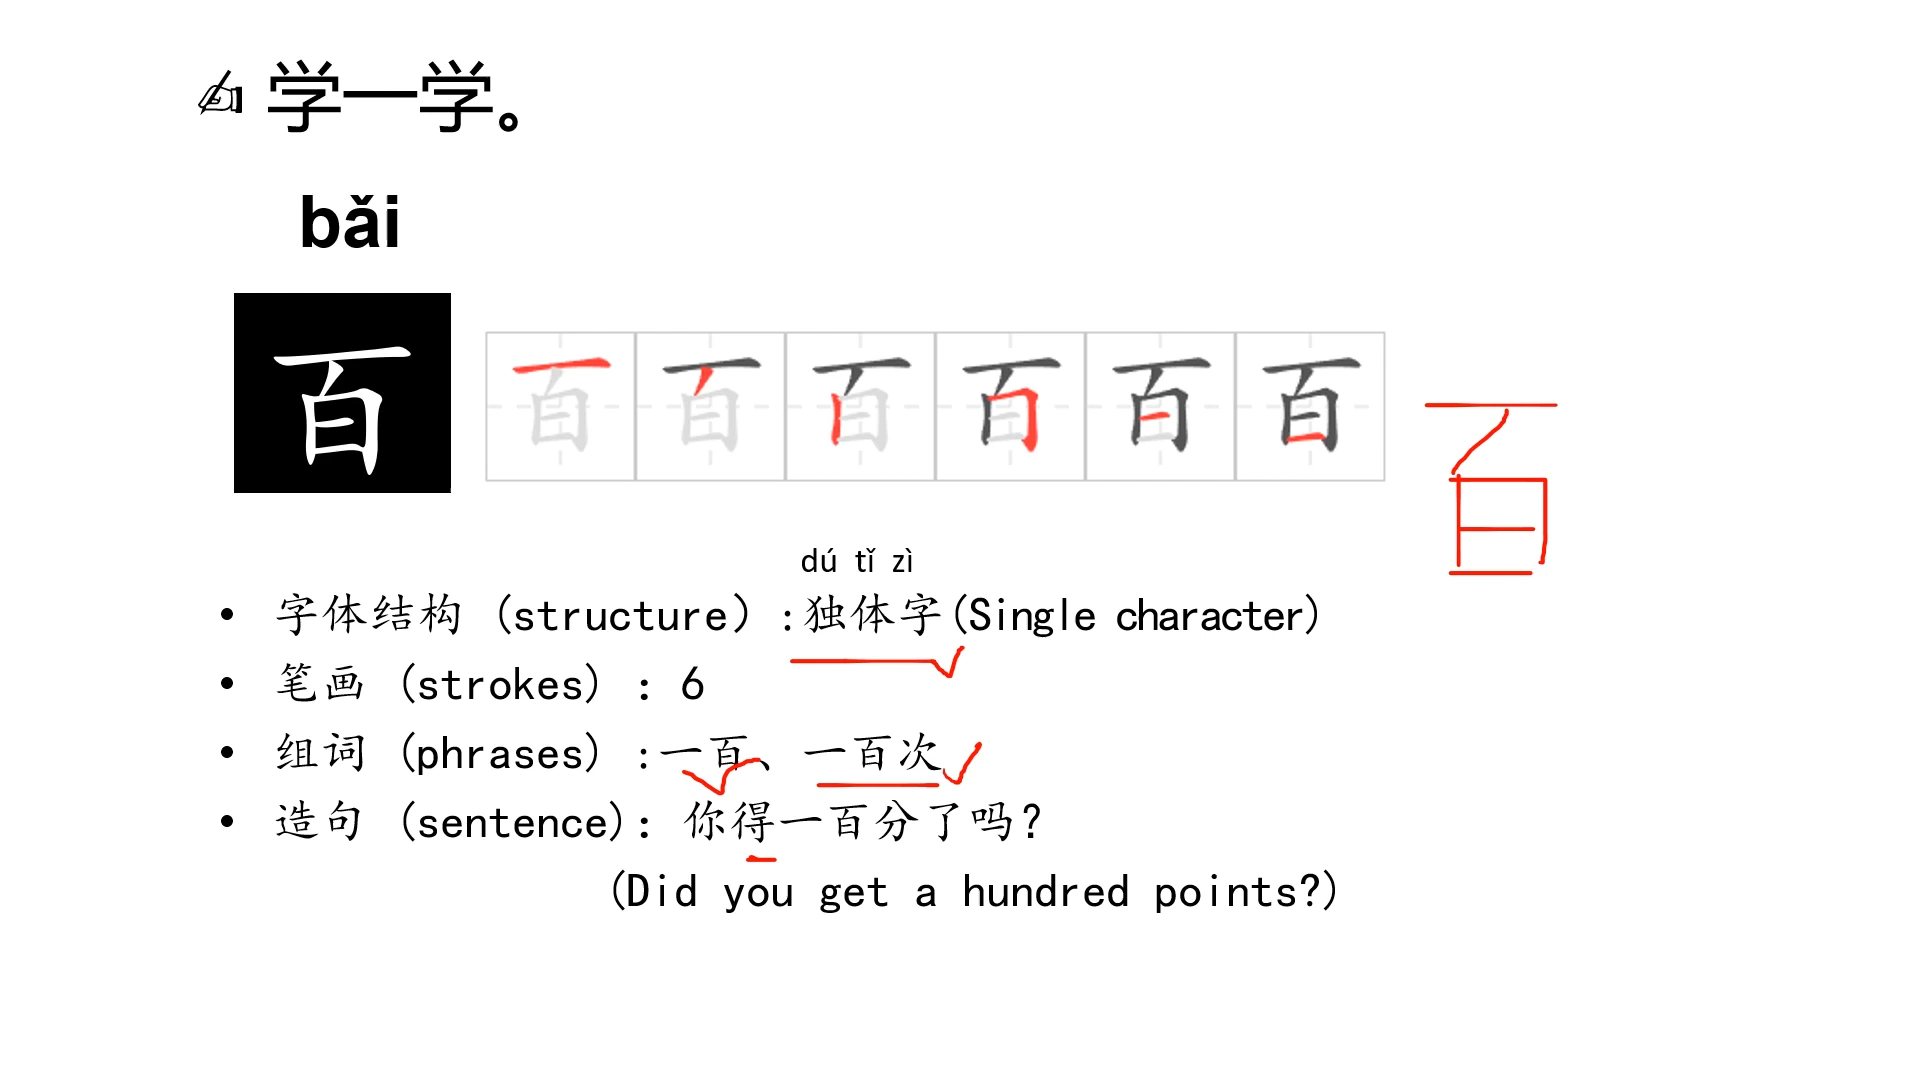 ✍ 学一学。
bǎi
百 百 百 百 百 百 百 百
dú tǐ zì
• 字体结构 (structure) :独体字(Single character)
• 笔画 (strokes) : 6
• 组词 (phrases) :一百、一百次
• 造句 (sentence): 你得一百分了吗?
(Did you get a hundred points?)